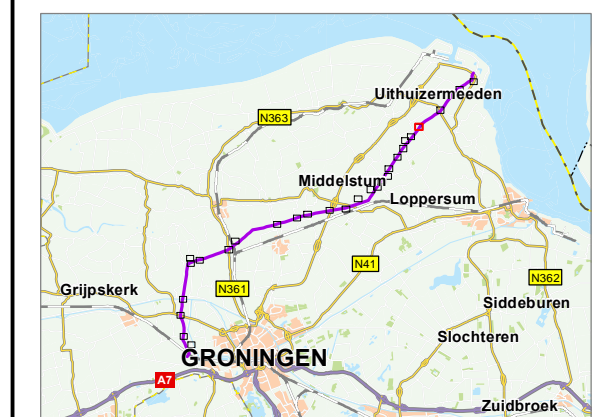 Uithuizermeeden
N363
Middelstum
Loppersum
N41
N362
Grijpskerk
N361
Siddeburen
Slochteren
GRONINGEN
A7
Zuidbroek